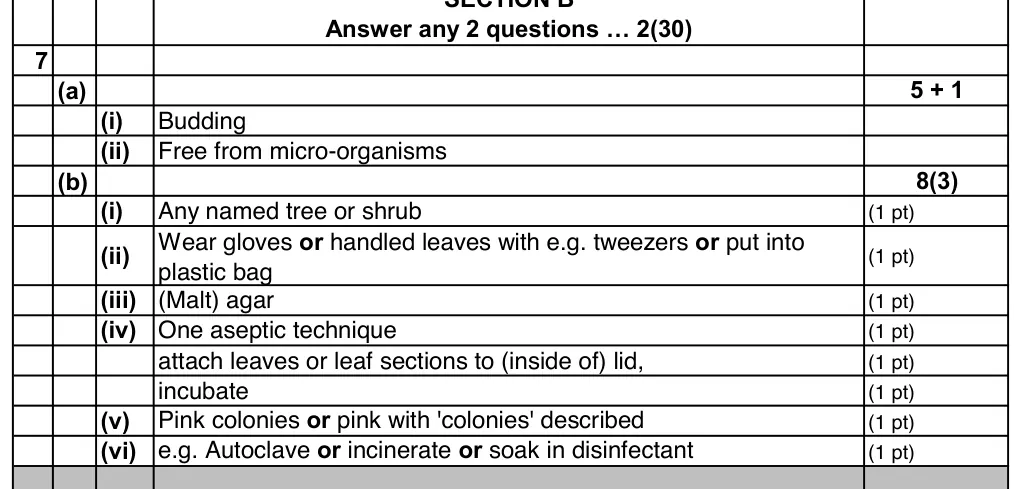 SECTION B
Answer any 2 questions … 2(30)
7
(a) 5 + 1
(i) Budding
(ii) Free from micro-organisms
(b) 8(3)
(i) Any named tree or shrub (1 pt)
(ii) Wear gloves or handled leaves with e.g. tweezers or put into
plastic bag (1 pt)
(iii) (Malt) agar (1 pt)
(iv) One aseptic technique (1 pt)
attach leaves or leaf sections to (inside of) lid, (1 pt)
incubate (1 pt)
(v) Pink colonies or pink with 'colonies' described (1 pt)
(vi) e.g. Autoclave or incinerate or soak in disinfectant (1 pt)